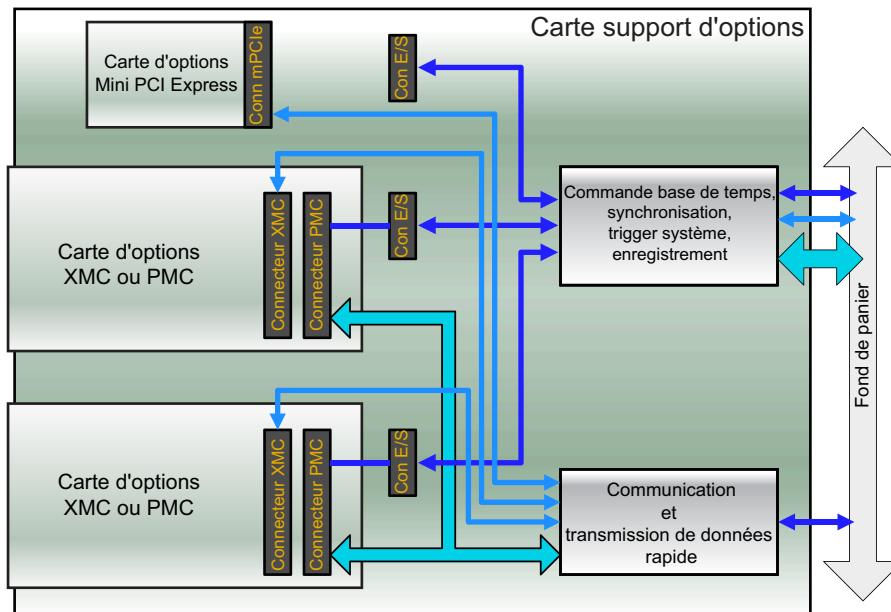 Carte support d'options
Carte d'options
Mini PCI Express
Conn mPCIe
Con E/S
Carte d'options
XMC ou PMC
Connecteur XMC
Connecteur PMC
Con E/S
Commande base de temps,
synchronisation,
trigger système,
enregistrement
Fond de panier
Carte d'options
XMC ou PMC
Connecteur XMC
Connecteur PMC
Con E/S
Communication
et
transmission de données
rapide